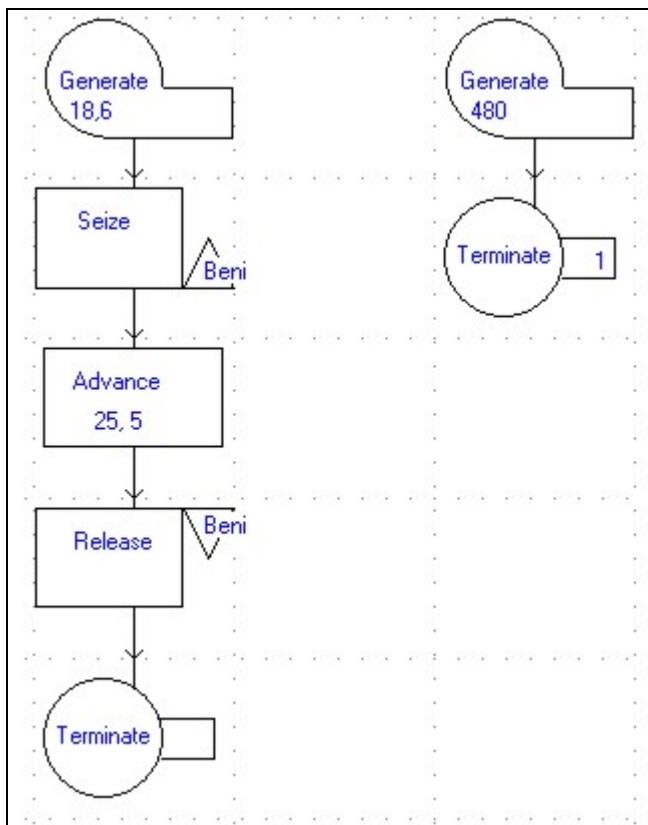 Generate
18,6
Seize
Beni
Advance
25, 5
Release
Beni
Terminate
Generate
480
Terminate
1